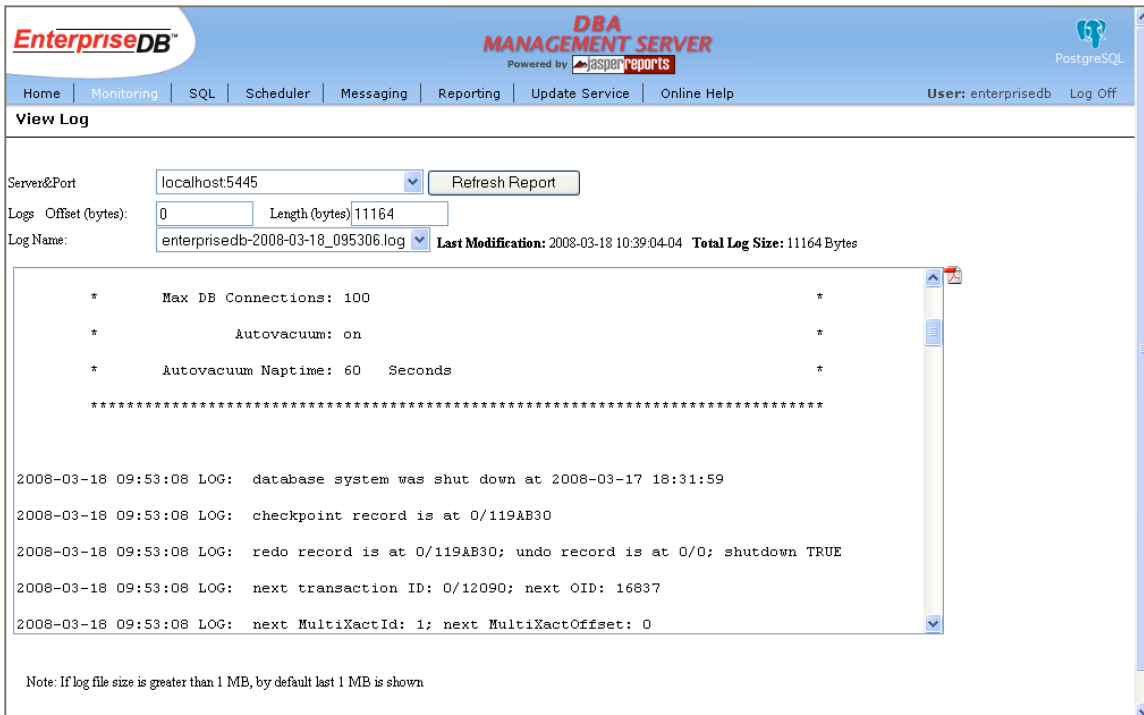 EnterpriseDB™
DBA
MANAGEMENT SERVER
Powered by jasperreports
PostgreSQL
Home | Monitoring | SQL | Scheduler | Messaging | Reporting | Update Service | Online Help User: enterprisedb Log Off
View Log
Server&Port localhost:5445 Refresh Report
Logs Offset (bytes): 0 Length (bytes) 11164
Log Name: enterprisedb-2008-03-18_095306.log Last Modification: 2008-03-18 10:39:04-04 Total Log Size: 11164 Bytes
* Max DB Connections: 100 *
* Autovacuum: on *
* Autovacuum Naptime: 60 Seconds *
*********************************************************************************
2008-03-18 09:53:08 LOG: database system was shut down at 2008-03-17 18:31:59
2008-03-18 09:53:08 LOG: checkpoint record is at 0/119AB30
2008-03-18 09:53:08 LOG: redo record is at 0/119AB30; undo record is at 0/0; shutdown TRUE
2008-03-18 09:53:08 LOG: next transaction ID: 0/12090; next OID: 16837
2008-03-18 09:53:08 LOG: next MultiXactId: 1; next MultiXactOffset: 0
Note: If log file size is greater than 1 MB, by default last 1 MB is shown